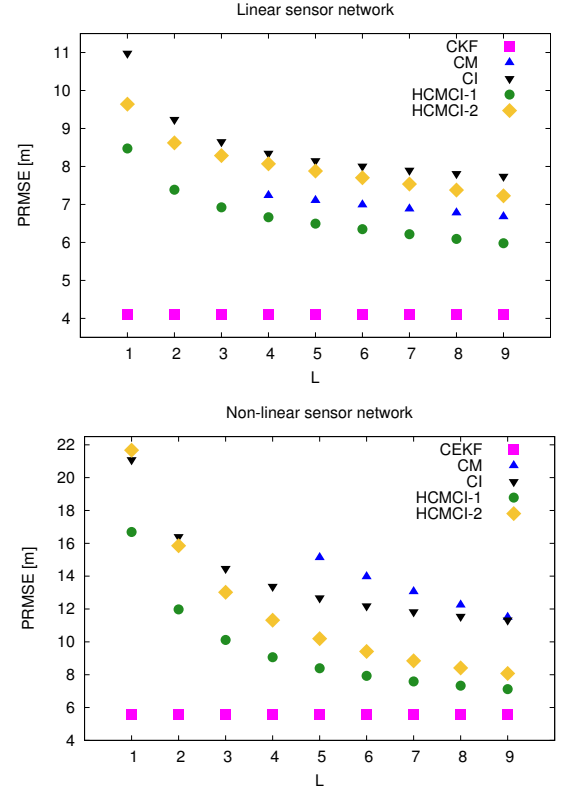 Linear sensor network
PRMSE [m]
11
10
9
8
7
6
5
4
CKF
CM
CI
HCMCI-1
HCMCI-2
1 2 3 4 5 6 7 8 9
L
Non-linear sensor network
PRMSE [m]
22
20
18
16
14
12
10
8
6
4
CEKF
CM
CI
HCMCI-1
HCMCI-2
1 2 3 4 5 6 7 8 9
L